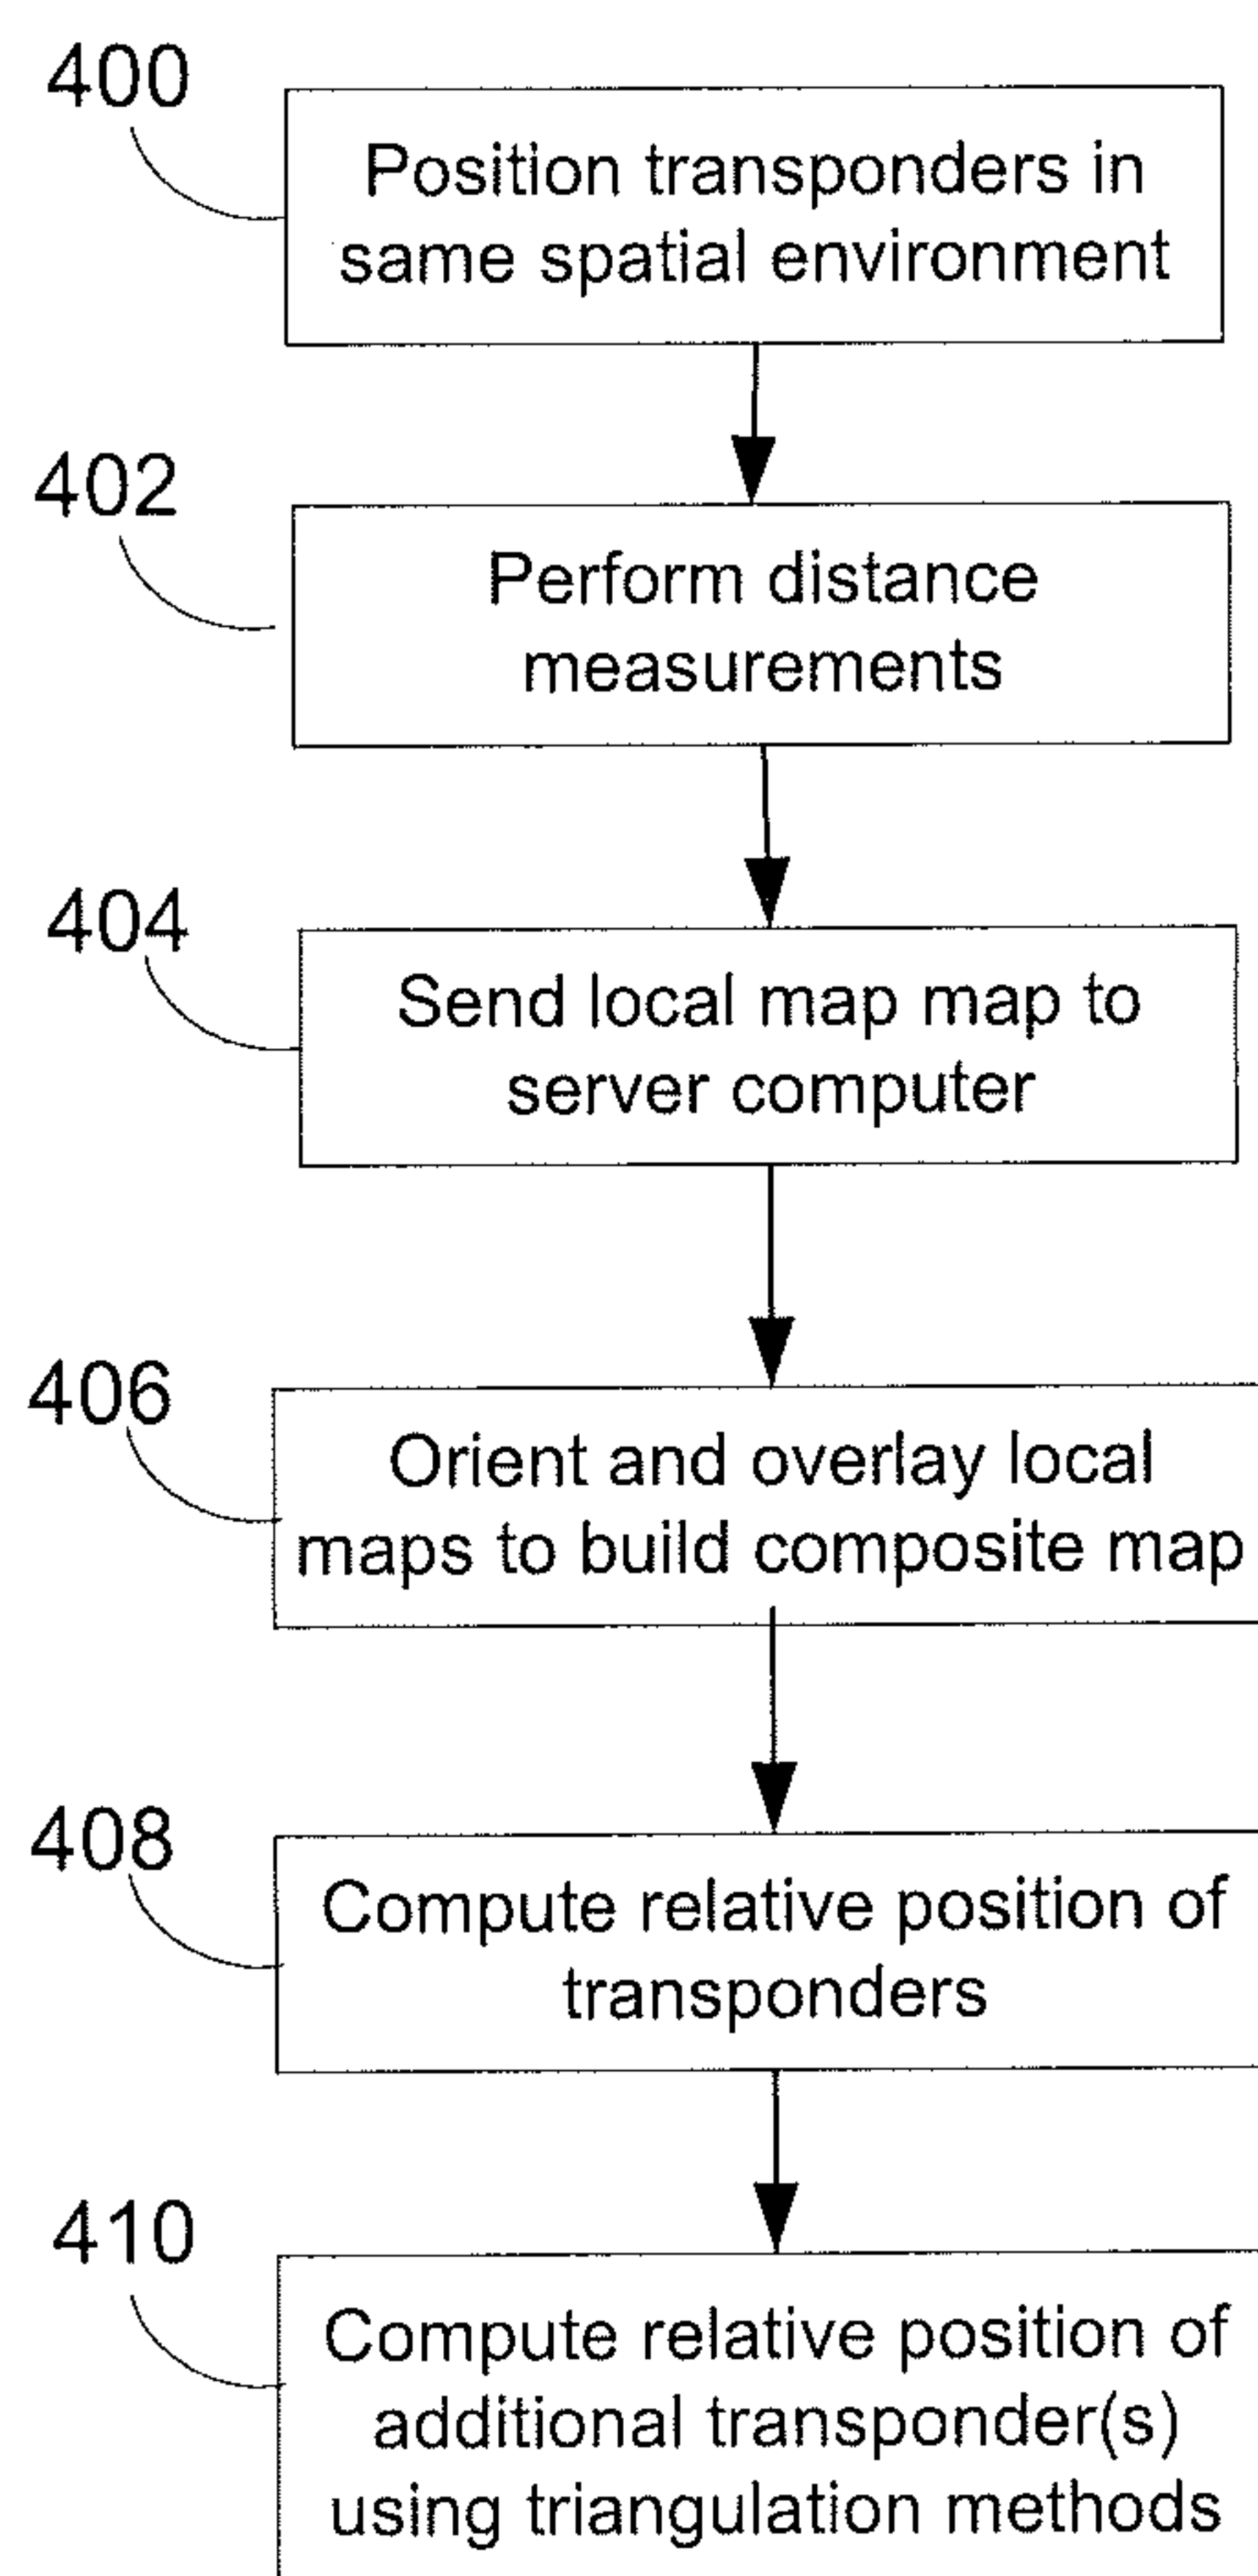 400
Position transponders in
same spatial environment
402
Perform distance
measurements
404
Send local map map to
server computer
406
Orient and overlay local
maps to build composite map
408
Compute relative position of
transponders
410
Compute relative position of
additional transponder(s)
using triangulation methods